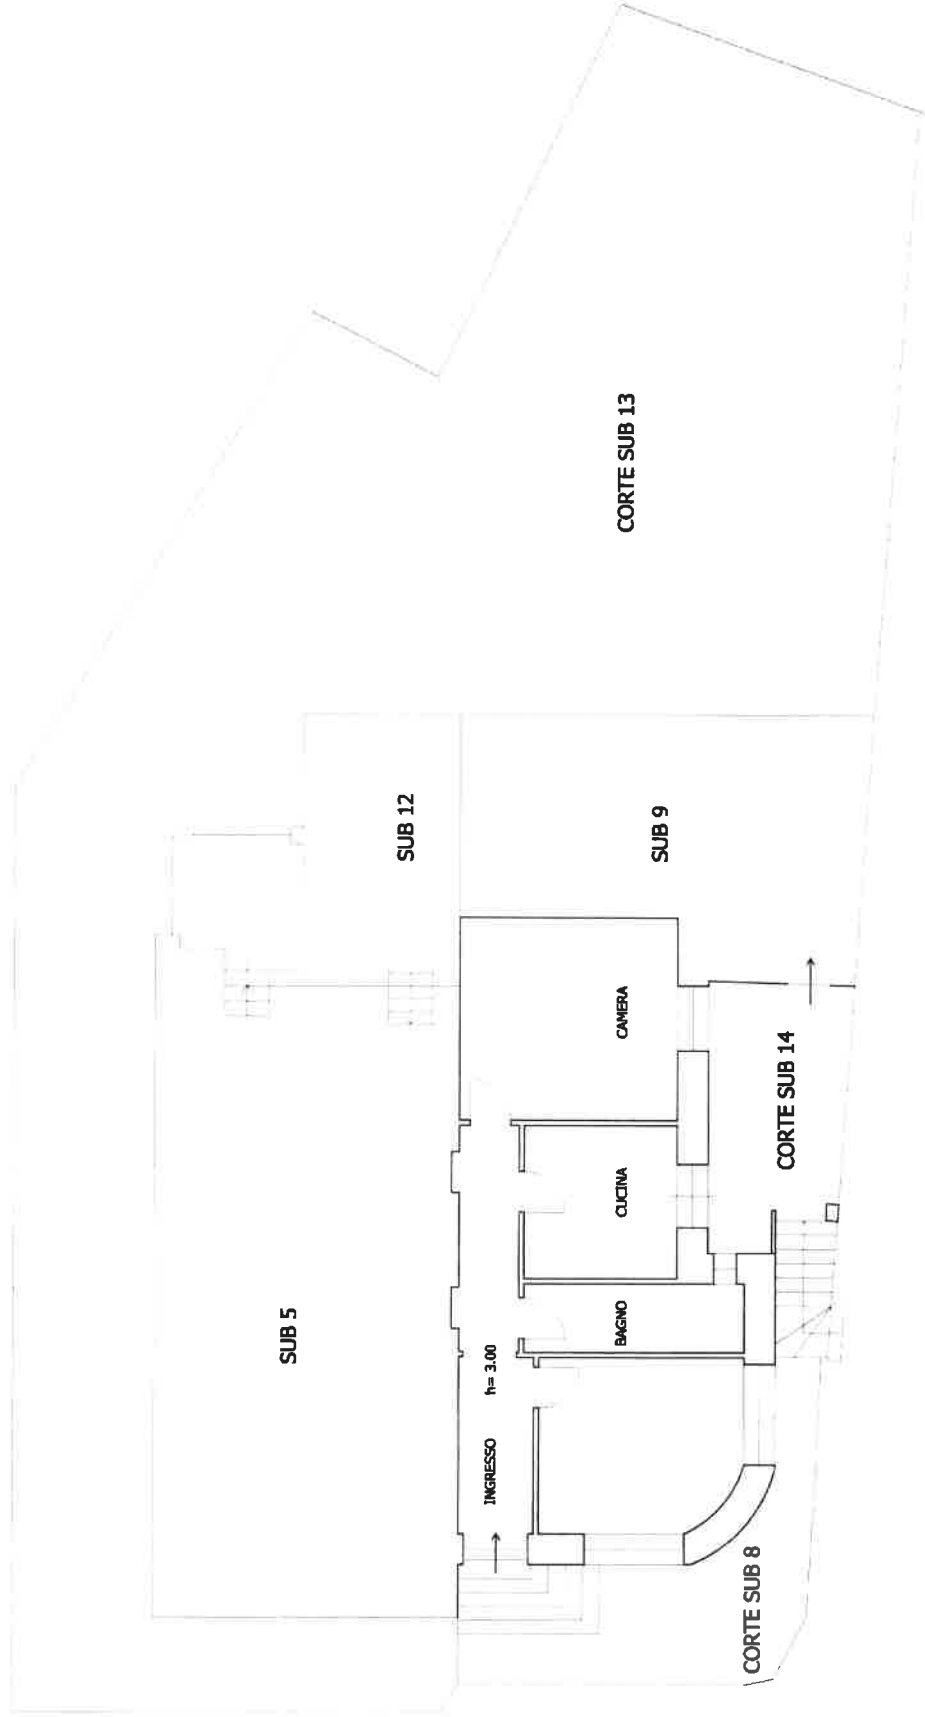 SUB 5
SUB 12
INGRESSO
h= 3.00
BAGNO
CUCINA
CAMERA
SUB 9
CORTE SUB 13
CORTE SUB 8
CORTE SUB 14